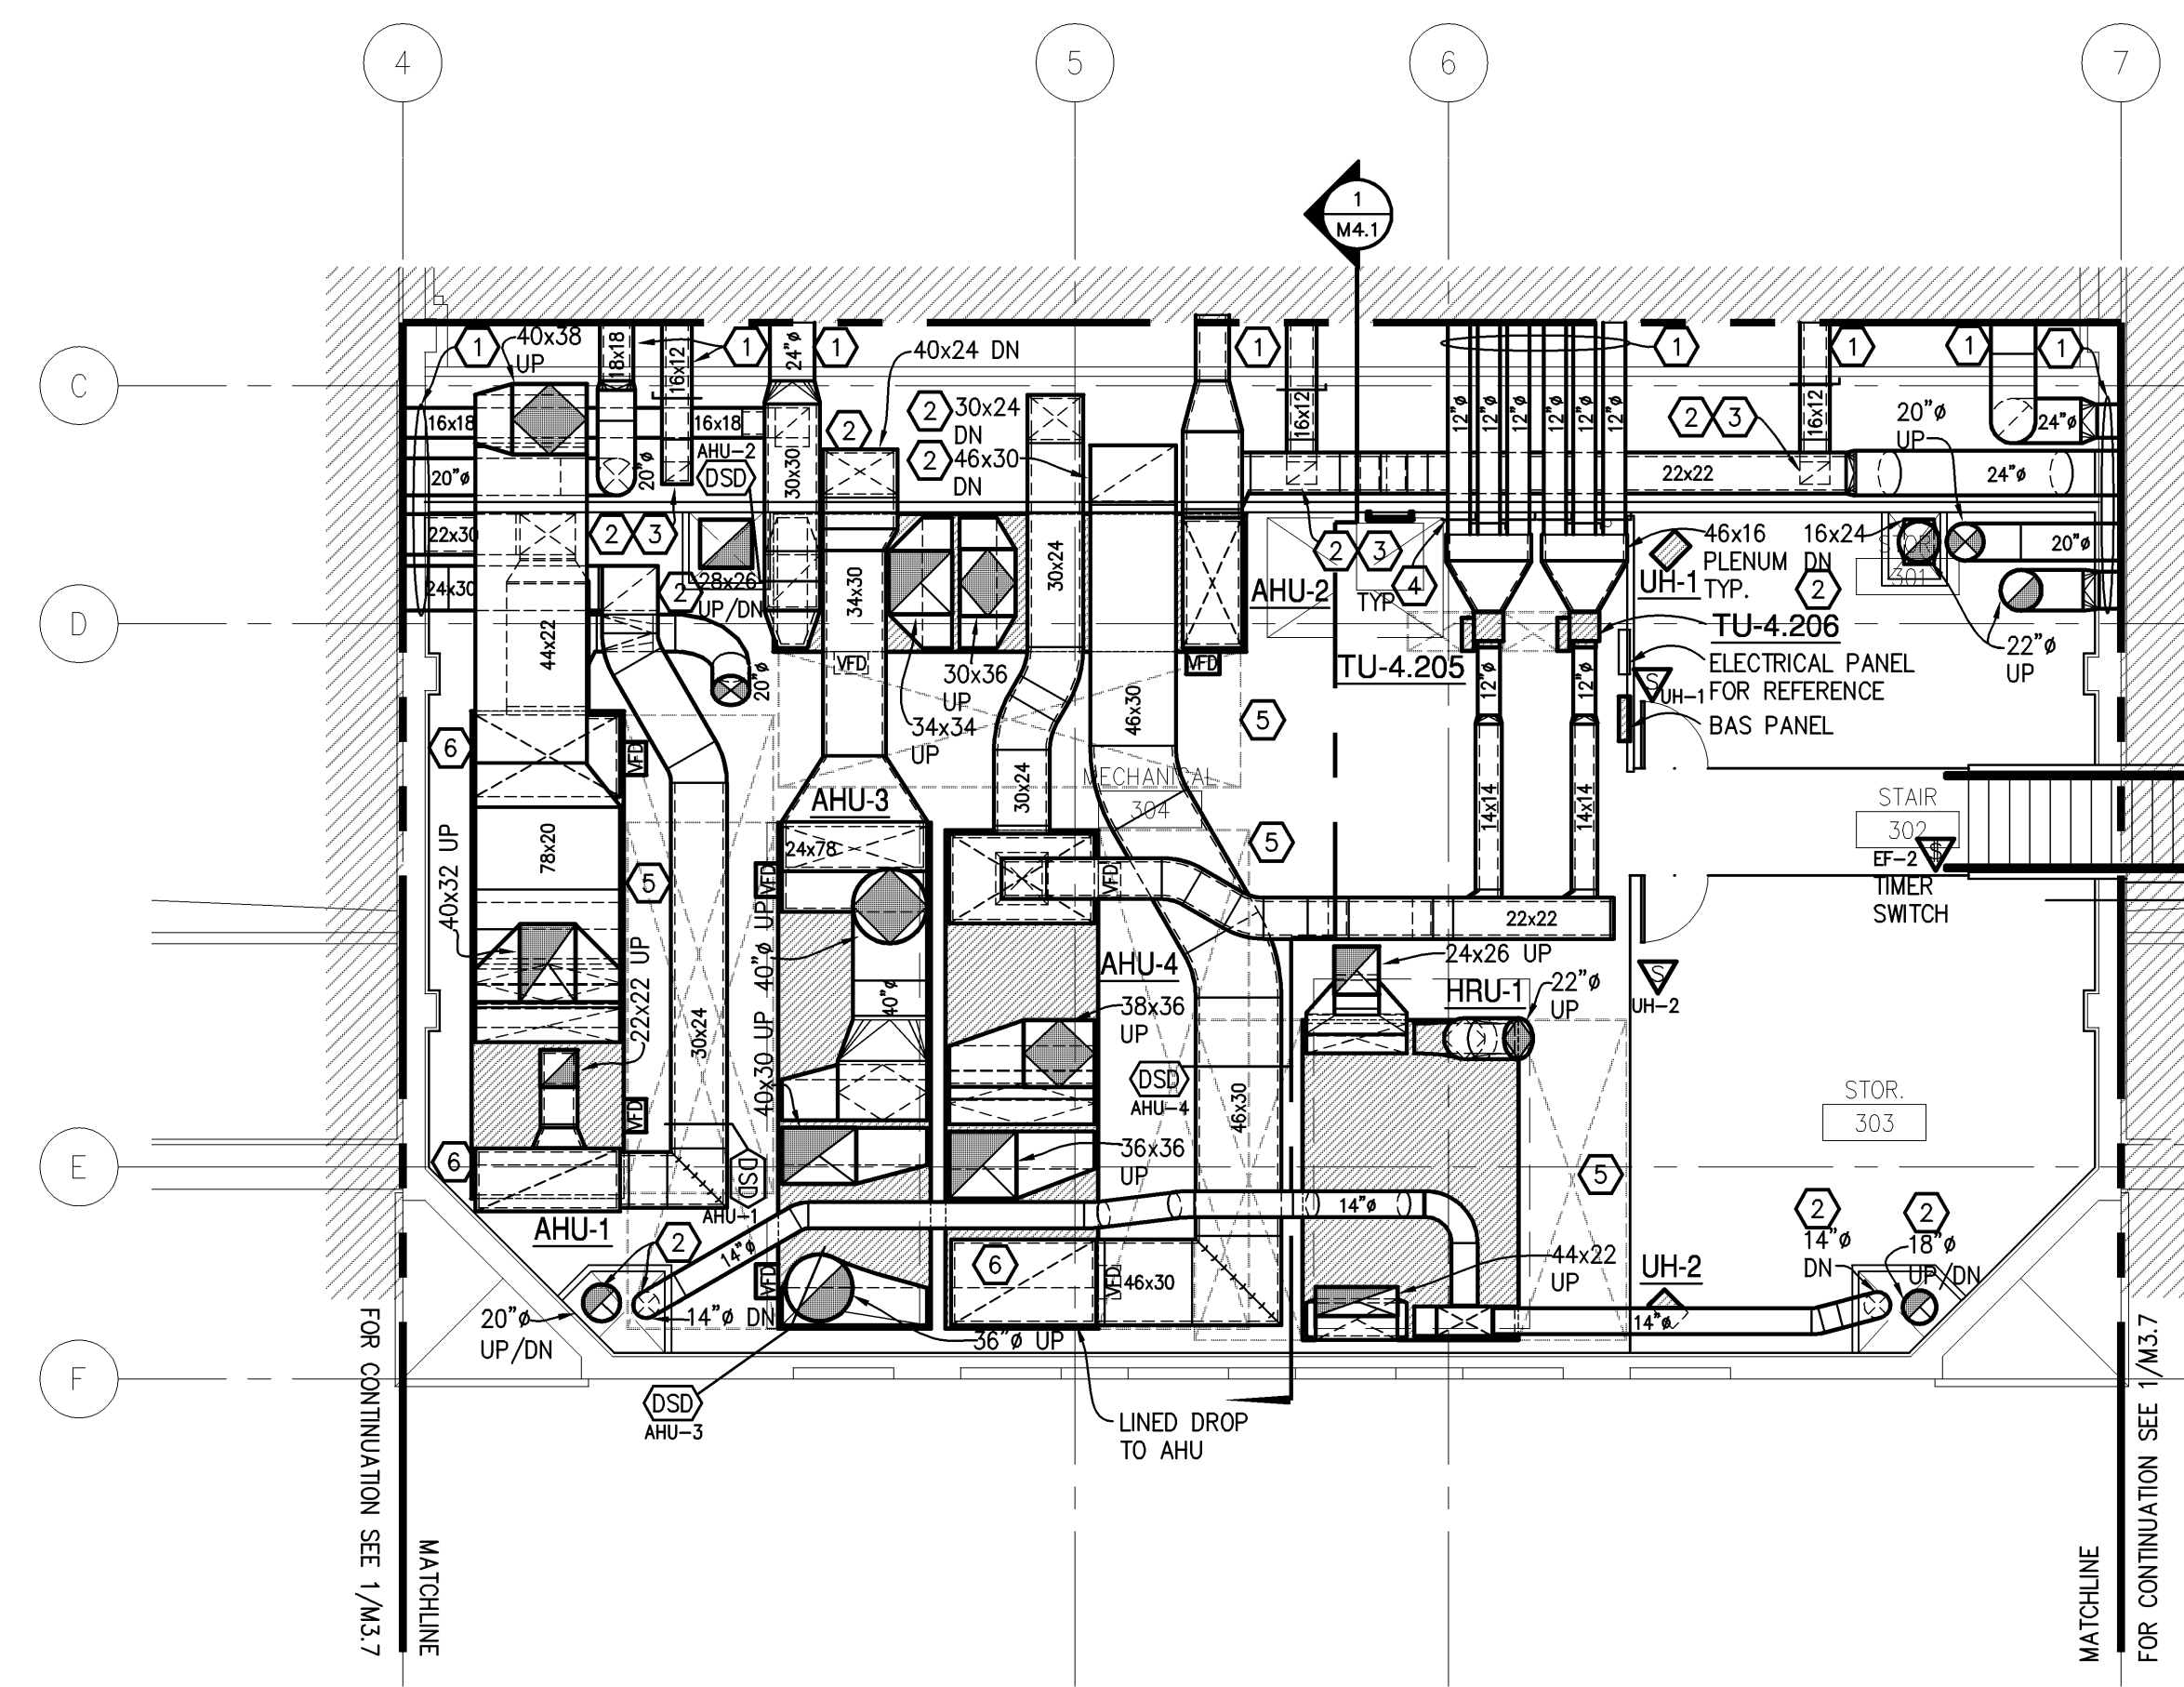 4
5
6
7
1
M4.1
C
D
E
F
1
40x38
UP
18x18
16x12
1
24"ø
1
40x24 DN
1
16x12
12"ø
12"ø
12"ø
12"ø
12"ø
12"ø
1
16x12
1
1
1
16x18
16x18
AHU-2
DSD
20"ø
20"ø
30x30
2
2
30x24
DN
2
46x30
DN
2
3
20"ø
UP
24"ø
22x22
24"ø
22x30
24x30
2
3
28x26
UP/DN
2
44x22
34x30
30x24
AHU-2
2
3
TYP
4
46x16
PLENUM
TYP.
UH-1
16x24
DN
2
STOR.
301
20"ø
22"ø
UP
TU-4.206
TU-4.205
ELECTRICAL PANEL
FOR REFERENCE
BAS PANEL
S
UH-1
VFD
VFD
20"ø
30x36
UP
34x34
UP
12"ø
12"ø
46x30
5
6
VFD
MECHANICAL
304
30x24
14x14
14x14
STAIR
302
EF-2
S
TIMER
SWITCH
AHU-3
24x78
5
78x20
40x32 UP
5
VFD
VFD
22x22
40"ø UP
22x22 UP
40"ø
AHU-4
38x36
UP
24x26 UP
HRU-1
22"ø
UP
S
UH-2
30x24
40x30 UP
DSD
AHU-4
46x30
VFD
STOR.
303
6
36x36
UP
DSD
AHU-1
5
AHU-1
2
14"ø
14"ø
2
14"ø
DN
2
18"ø
UP/DN
VFD
6
VFD
46x30
44x22
UP
UH-2
14"ø
20"ø
UP/DN
14"ø DN
36"ø UP
DSD
AHU-3
LINED DROP
TO AHU
FOR CONTINUATION SEE 1/M3.7
MATCHLINE
MATCHLINE
FOR CONTINUATION SEE 1/M3.7